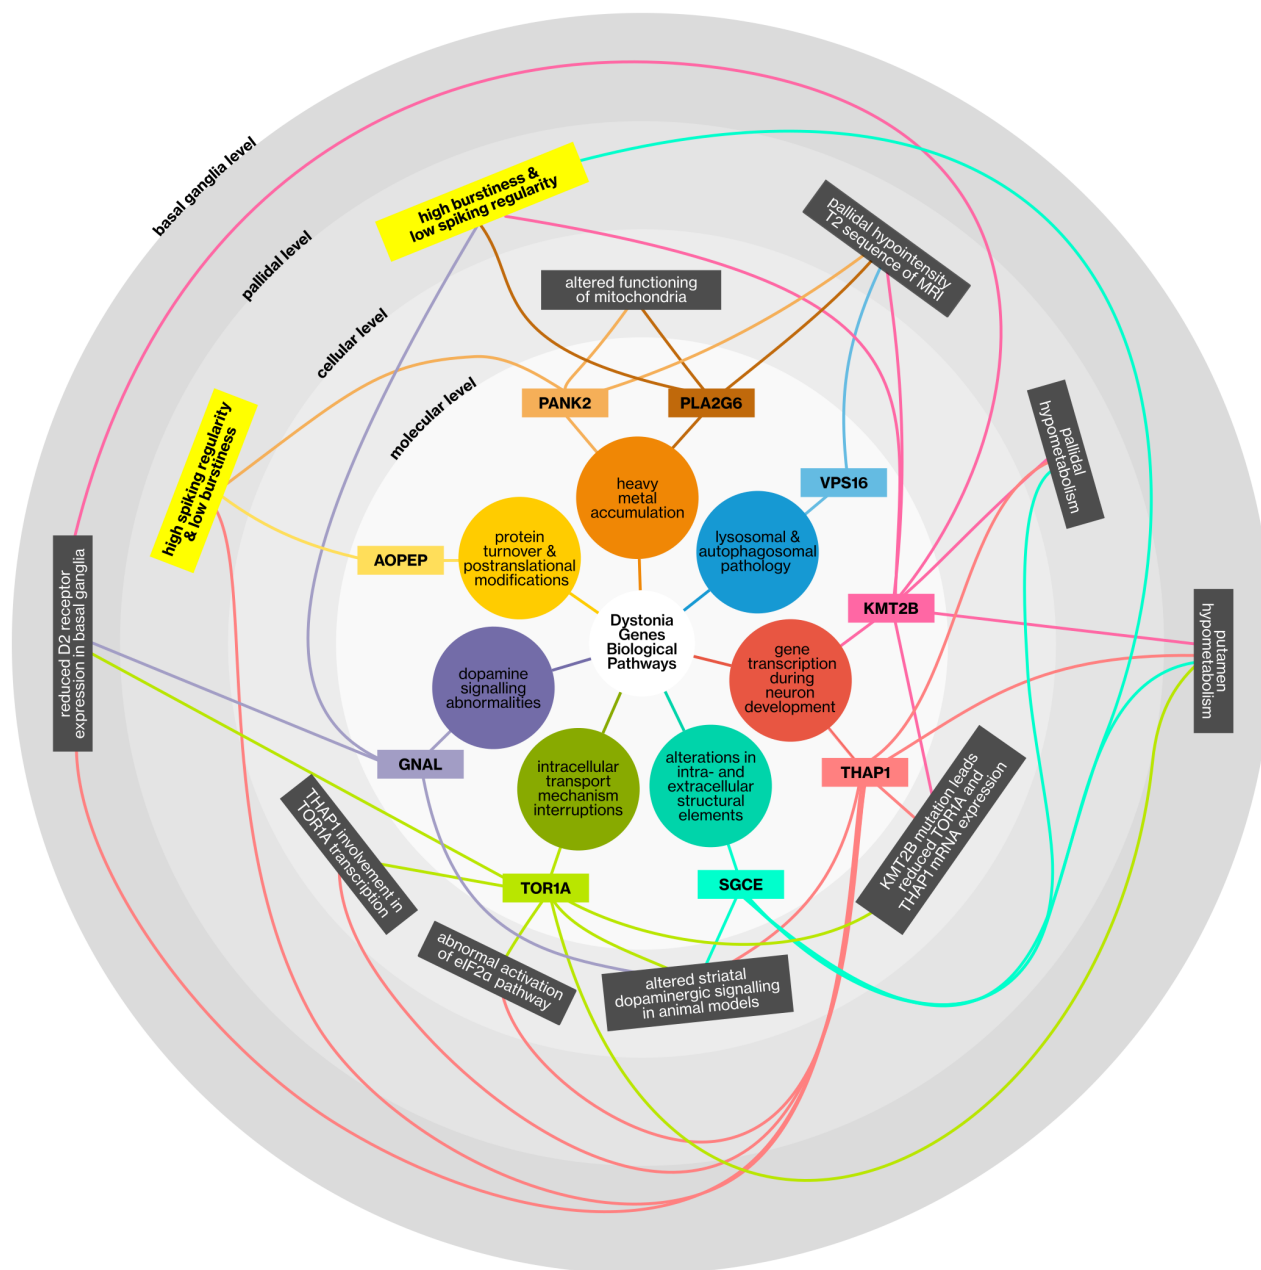 basal ganglia level
pallidal level
cellular level
molecular level
high burstiness &
low spiking regularity
pallidal hypointensity
T2 sequence of MRI
altered functioning
of mitochondria
PANK2
PLA2G6
high spiking regularity
& low burstiness
pallidal
hypometabolism
VPS16
heavy
metal
accumulation
protein
turnover &
postranslational
modifications
lysosomal &
autophagosomal
pathology
AOPEP
KMT2B
reduced D2 receptor
expression in basal ganglia
Dystonia
Genes
Biological
Pathways
putamen
hypometabolism
dopamine
signalling
abnormalities
gene
transcription
during
neuron
development
GNAL
THAP1
intracellular
transport
mechanism
interruptions
alterations in
intra- and
extracellular
structural
elements
THAP1 involvement in
TOR1A transcription
KMT2B mutation leads
reduced TOR1A and
THAP1 mRNA expression
TOR1A
SGCE
abnormal activation
of eIF2α pathway
altered striatal
dopaminergic signalling
in animal models